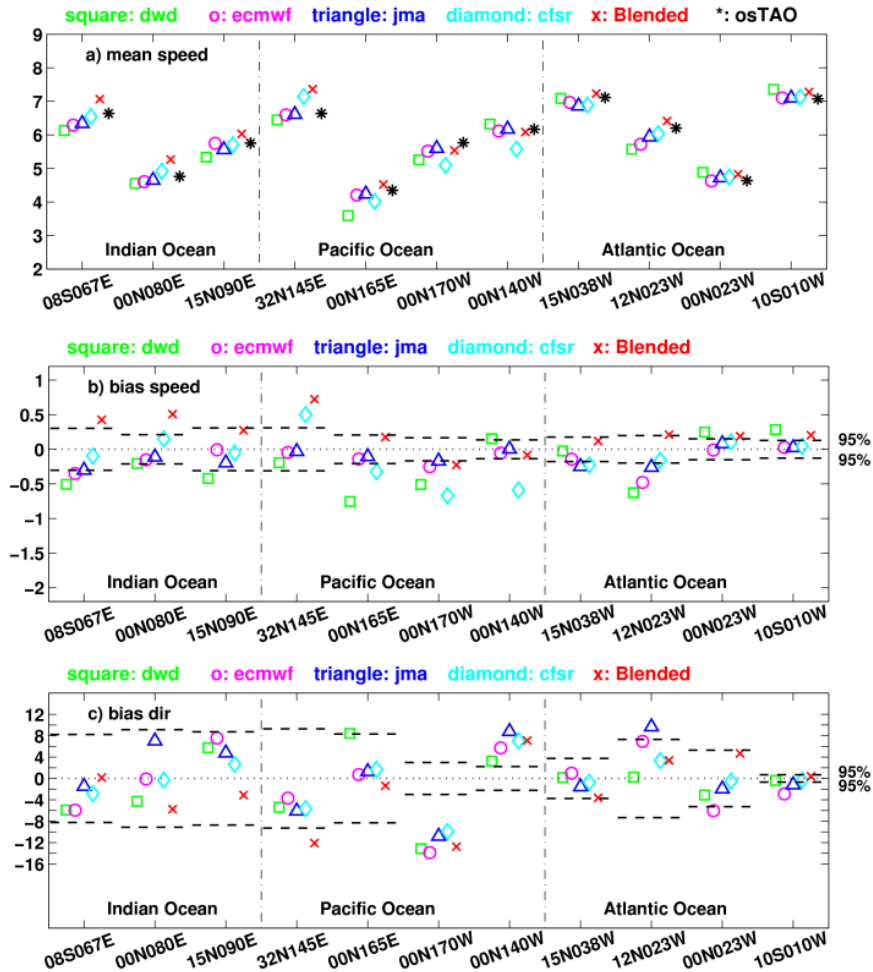 square: dwd o: ecmwf triangle: jma diamond: cfsr x: Blended *: osTAO
a) mean speed
9
8
7
6
5
4
3
2
Indian Ocean Pacific Ocean Atlantic Ocean
08S067E 00N080E 15N090E 32N145E 00N165E 00N170W 00N140W 15N038W 12N023W 00N023W 10S010W
square: dwd o: ecmwf triangle: jma diamond: cfsr x: Blended
b) bias speed
1
0.5
0
−0.5
−1
−1.5
−2
95%
95%
Indian Ocean Pacific Ocean Atlantic Ocean
08S067E 00N080E 15N090E 32N145E 00N165E 00N170W 00N140W 15N038W 12N023W 00N023W 10S010W
square: dwd o: ecmwf triangle: jma diamond: cfsr x: Blended
c) bias dir
12
8
4
0
−4
−8
−12
−16
95%
95%
Indian Ocean Pacific Ocean Atlantic Ocean
08S067E 00N080E 15N090E 32N145E 00N165E 00N170W 00N140W 15N038W 12N023W 00N023W 10S010W